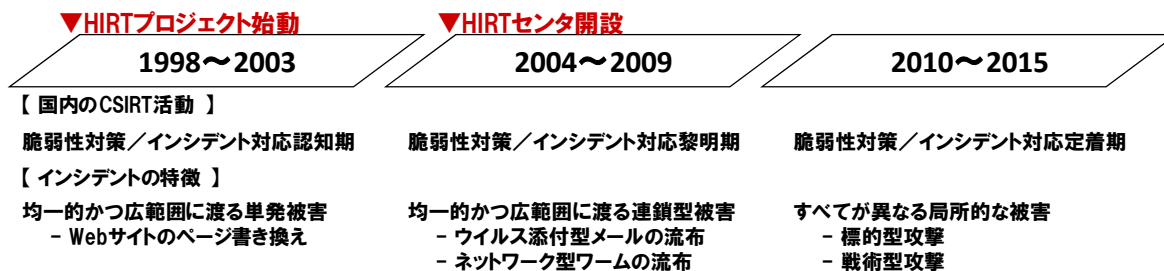 ▼HIRTプロジェクト始動 ▼HIRTセンタ開設
1998～2003 2004～2009 2010～2015
【 国内のCSIRT活動 】
脆弱性対策／インシデント対応認知期 脆弱性対策／インシデント対応黎明期 脆弱性対策／インシデント対応定着期
【 インシデントの特徴 】
均一的かつ広範囲に渡る単発被害 均一的かつ広範囲に渡る連鎖型被害 すべてが異なる局所的な被害
- Webサイトのページ書き換え - ウイルス添付型メールの流布 - 標的型攻撃
- ネットワーク型ワームの流布 - 戦術型攻撃